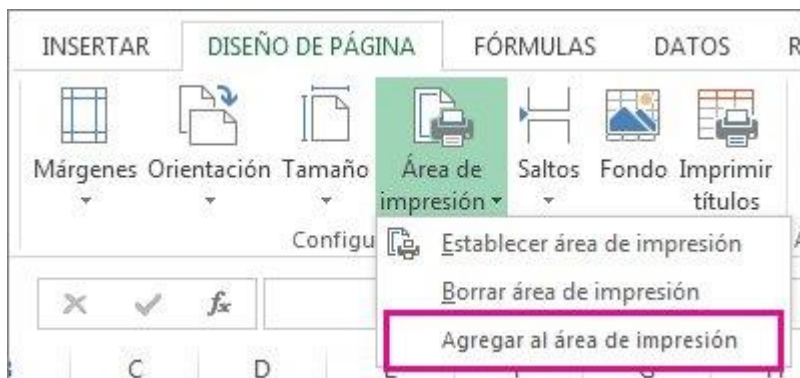 INSERTAR DISEÑO DE PÁGINA FÓRMULAS DATOS R
Márgenes Orientación Tamaño Área de impresión Saltos Fondo Imprimir títulos
Configu
Establecer área de impresión
Borrar área de impresión
Agregar al área de impresión
fx
C D